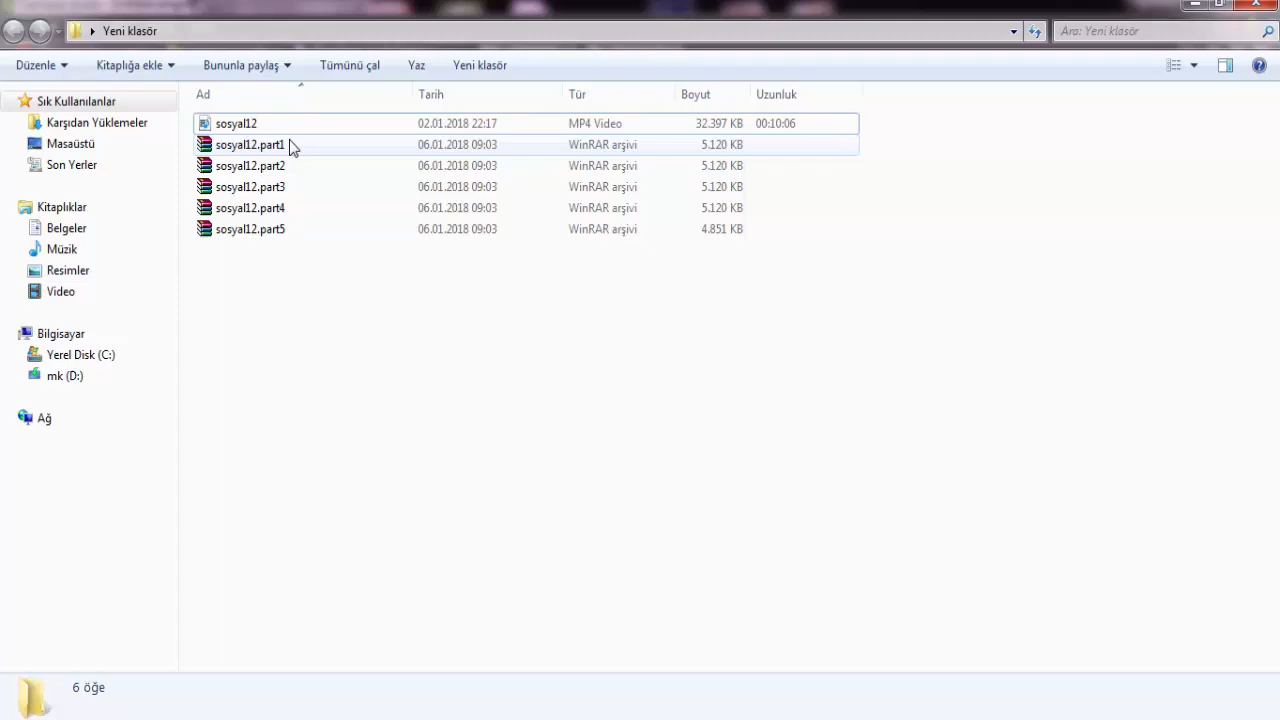 Yeni klasör
Ara: Yeni klasör
Düzenle Kitaplığa ekle Bununla paylaş Tümünü çal Yaz Yeni klasör
Ad Tarih Tür Boyut Uzunluk
sosyal12 02.01.2018 22:17 MP4 Video 32.397 KB 00:10:06
sosyal12.part1 06.01.2018 09:03 WinRAR arşivi 5.120 KB
sosyal12.part2 06.01.2018 09:03 WinRAR arşivi 5.120 KB
sosyal12.part3 06.01.2018 09:03 WinRAR arşivi 5.120 KB
sosyal12.part4 06.01.2018 09:03 WinRAR arşivi 5.120 KB
sosyal12.part5 06.01.2018 09:03 WinRAR arşivi 4.851 KB
Sık Kullanılanlar
Karşıdan Yüklemeler
Masaüstü
Son Yerler
Kitaplıklar
Belgeler
Müzik
Resimler
Video
Bilgisayar
Yerel Disk (C:)
mk (D:)
Ağ
6 öğe